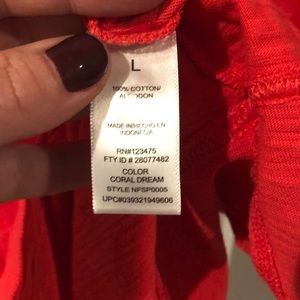 L
100% COTTON/
ALGODON
MADE IN/HECHO EN
INDONESIA
RN#123475
FTY ID # 28077482
COLOR
CORAL DREAM
STYLE NFSP0005
UPC#039321949606